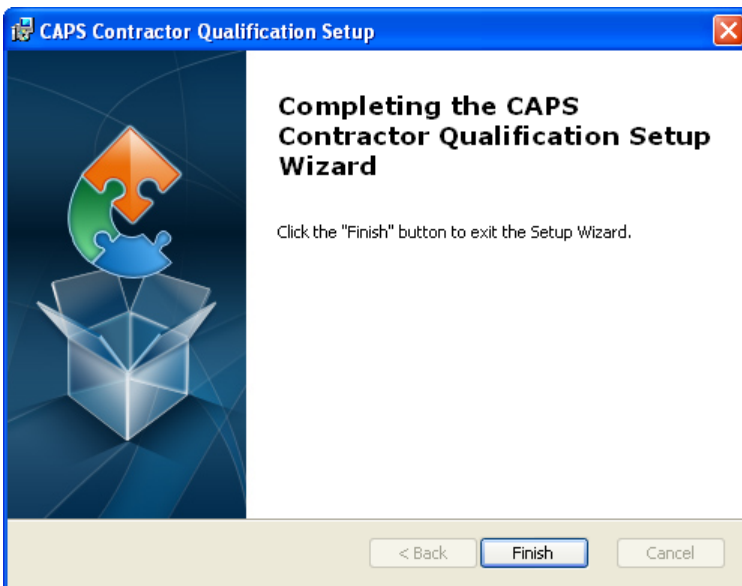 CAPS Contractor Qualification Setup
Completing the CAPS
Contractor Qualification Setup
Wizard
Click the "Finish" button to exit the Setup Wizard.
< Back
Finish
Cancel